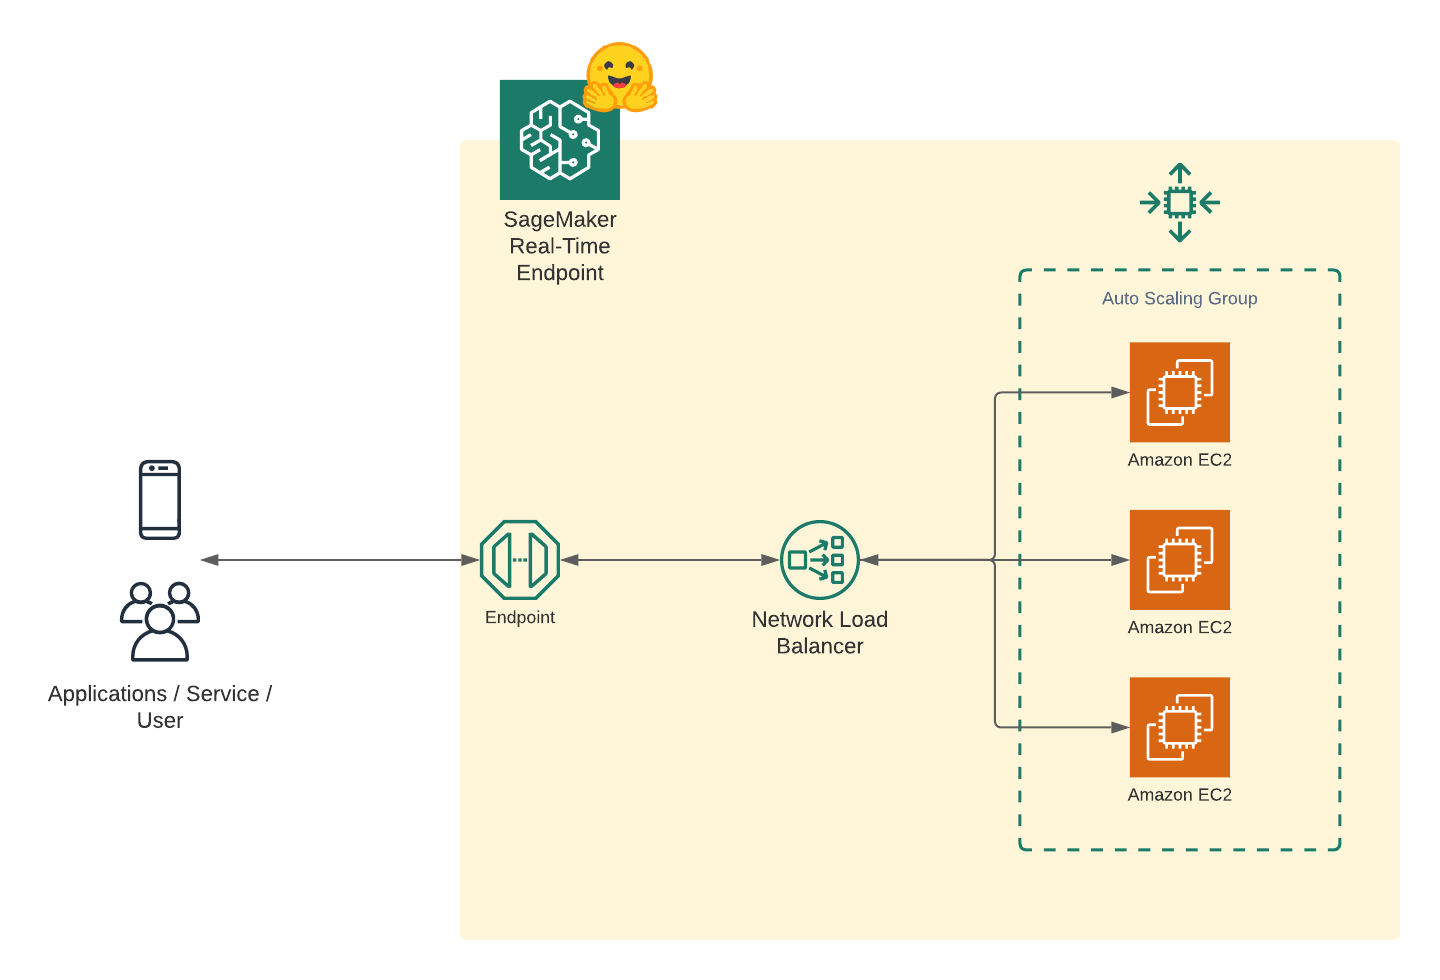 SageMaker
Real-Time
Endpoint
Auto Scaling Group
Amazon EC2
Amazon EC2
Amazon EC2
Endpoint
Network Load
Balancer
Applications / Service /
User